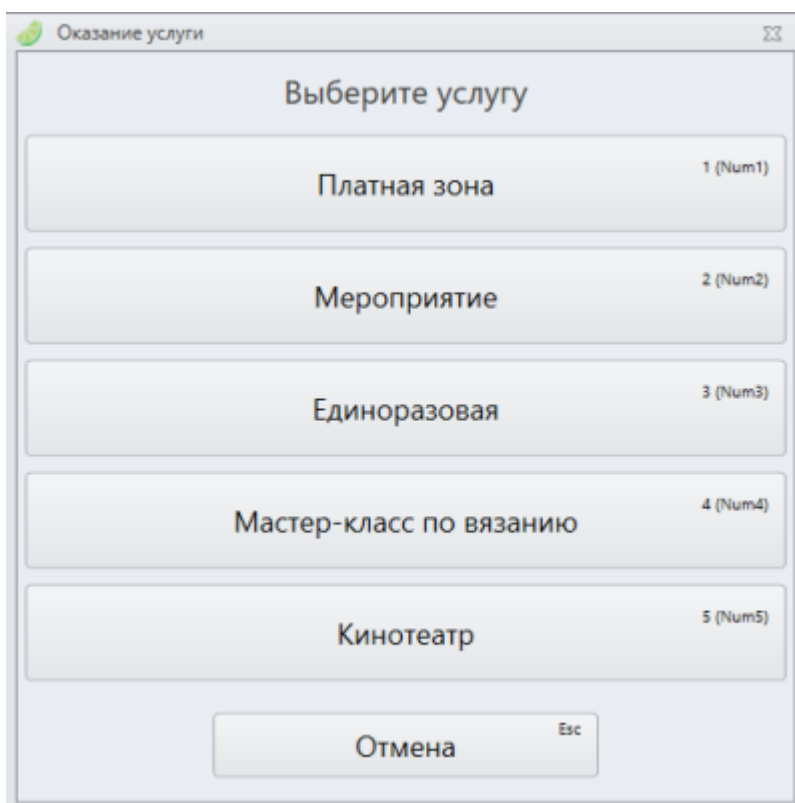 Оказание услуги
Выберите услугу
Платная зона 1 (Num1)
Мероприятие 2 (Num2)
Единоразовая 3 (Num3)
Мастер-класс по вязанию 4 (Num4)
Кинотеатр 5 (Num5)
Отмена Esc